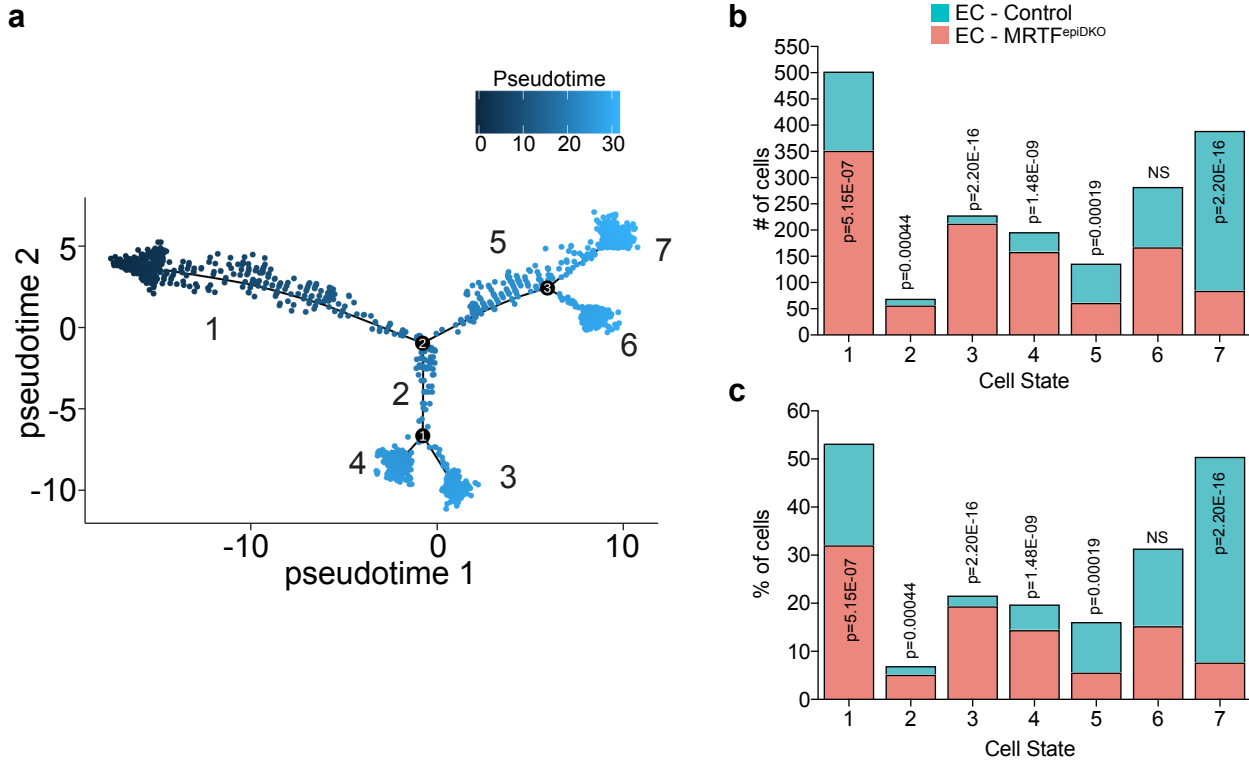 a
Pseudotime
0 10 20 30
pseudotime 2
5
0
-5
-10
-10 0 10
pseudotime 1
1
2
3
4
5
6
7
1
2
3
b
EC - Control
EC - MRTFepiDKO
# of cells
550
500
450
400
350
300
250
200
150
100
50
0
p=5.15E-07
p=0.00044
p=2.20E-16
p=1.48E-09
p=0.00019
NS
p=2.20E-16
1 2 3 4 5 6 7
Cell State
c
% of cells
60
50
40
30
20
10
0
p=5.15E-07
p=0.00044
p=2.20E-16
p=1.48E-09
p=0.00019
NS
p=2.20E-16
1 2 3 4 5 6 7
Cell State